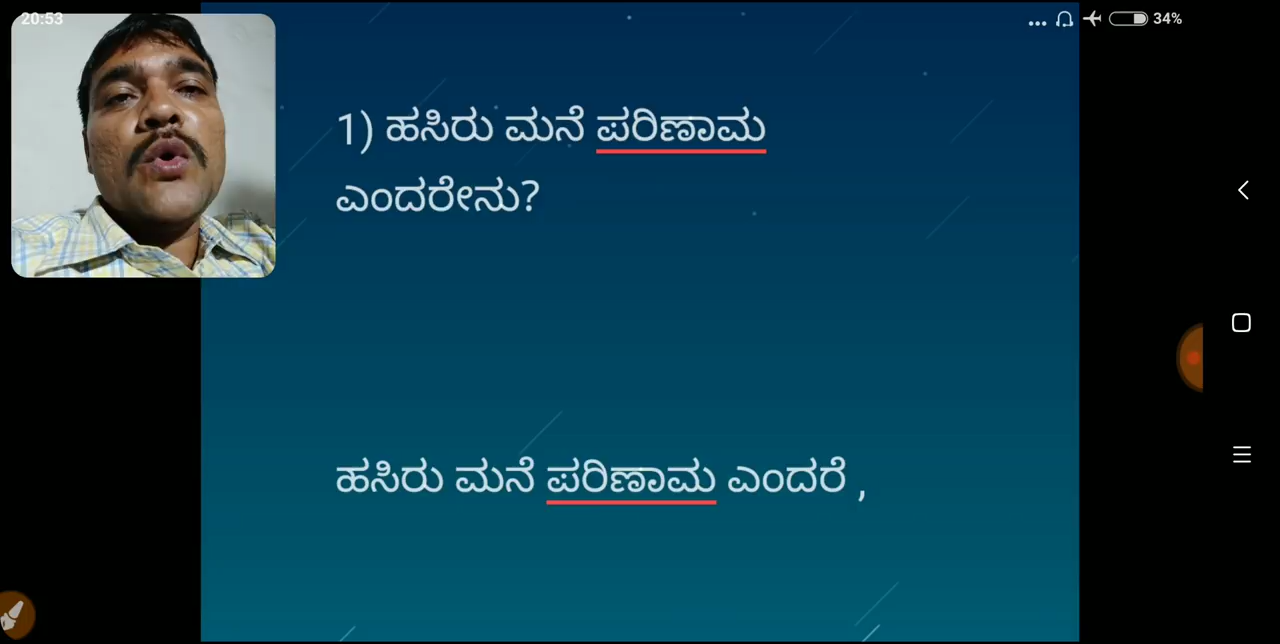 20:53
34%
1) ಹಸಿರು ಮನೆ ಪರಿಣಾಮ
ಎಂದರೇನು?
ಹಸಿರು ಮನೆ ಪರಿಣಾಮ ಎಂದರೆ ,